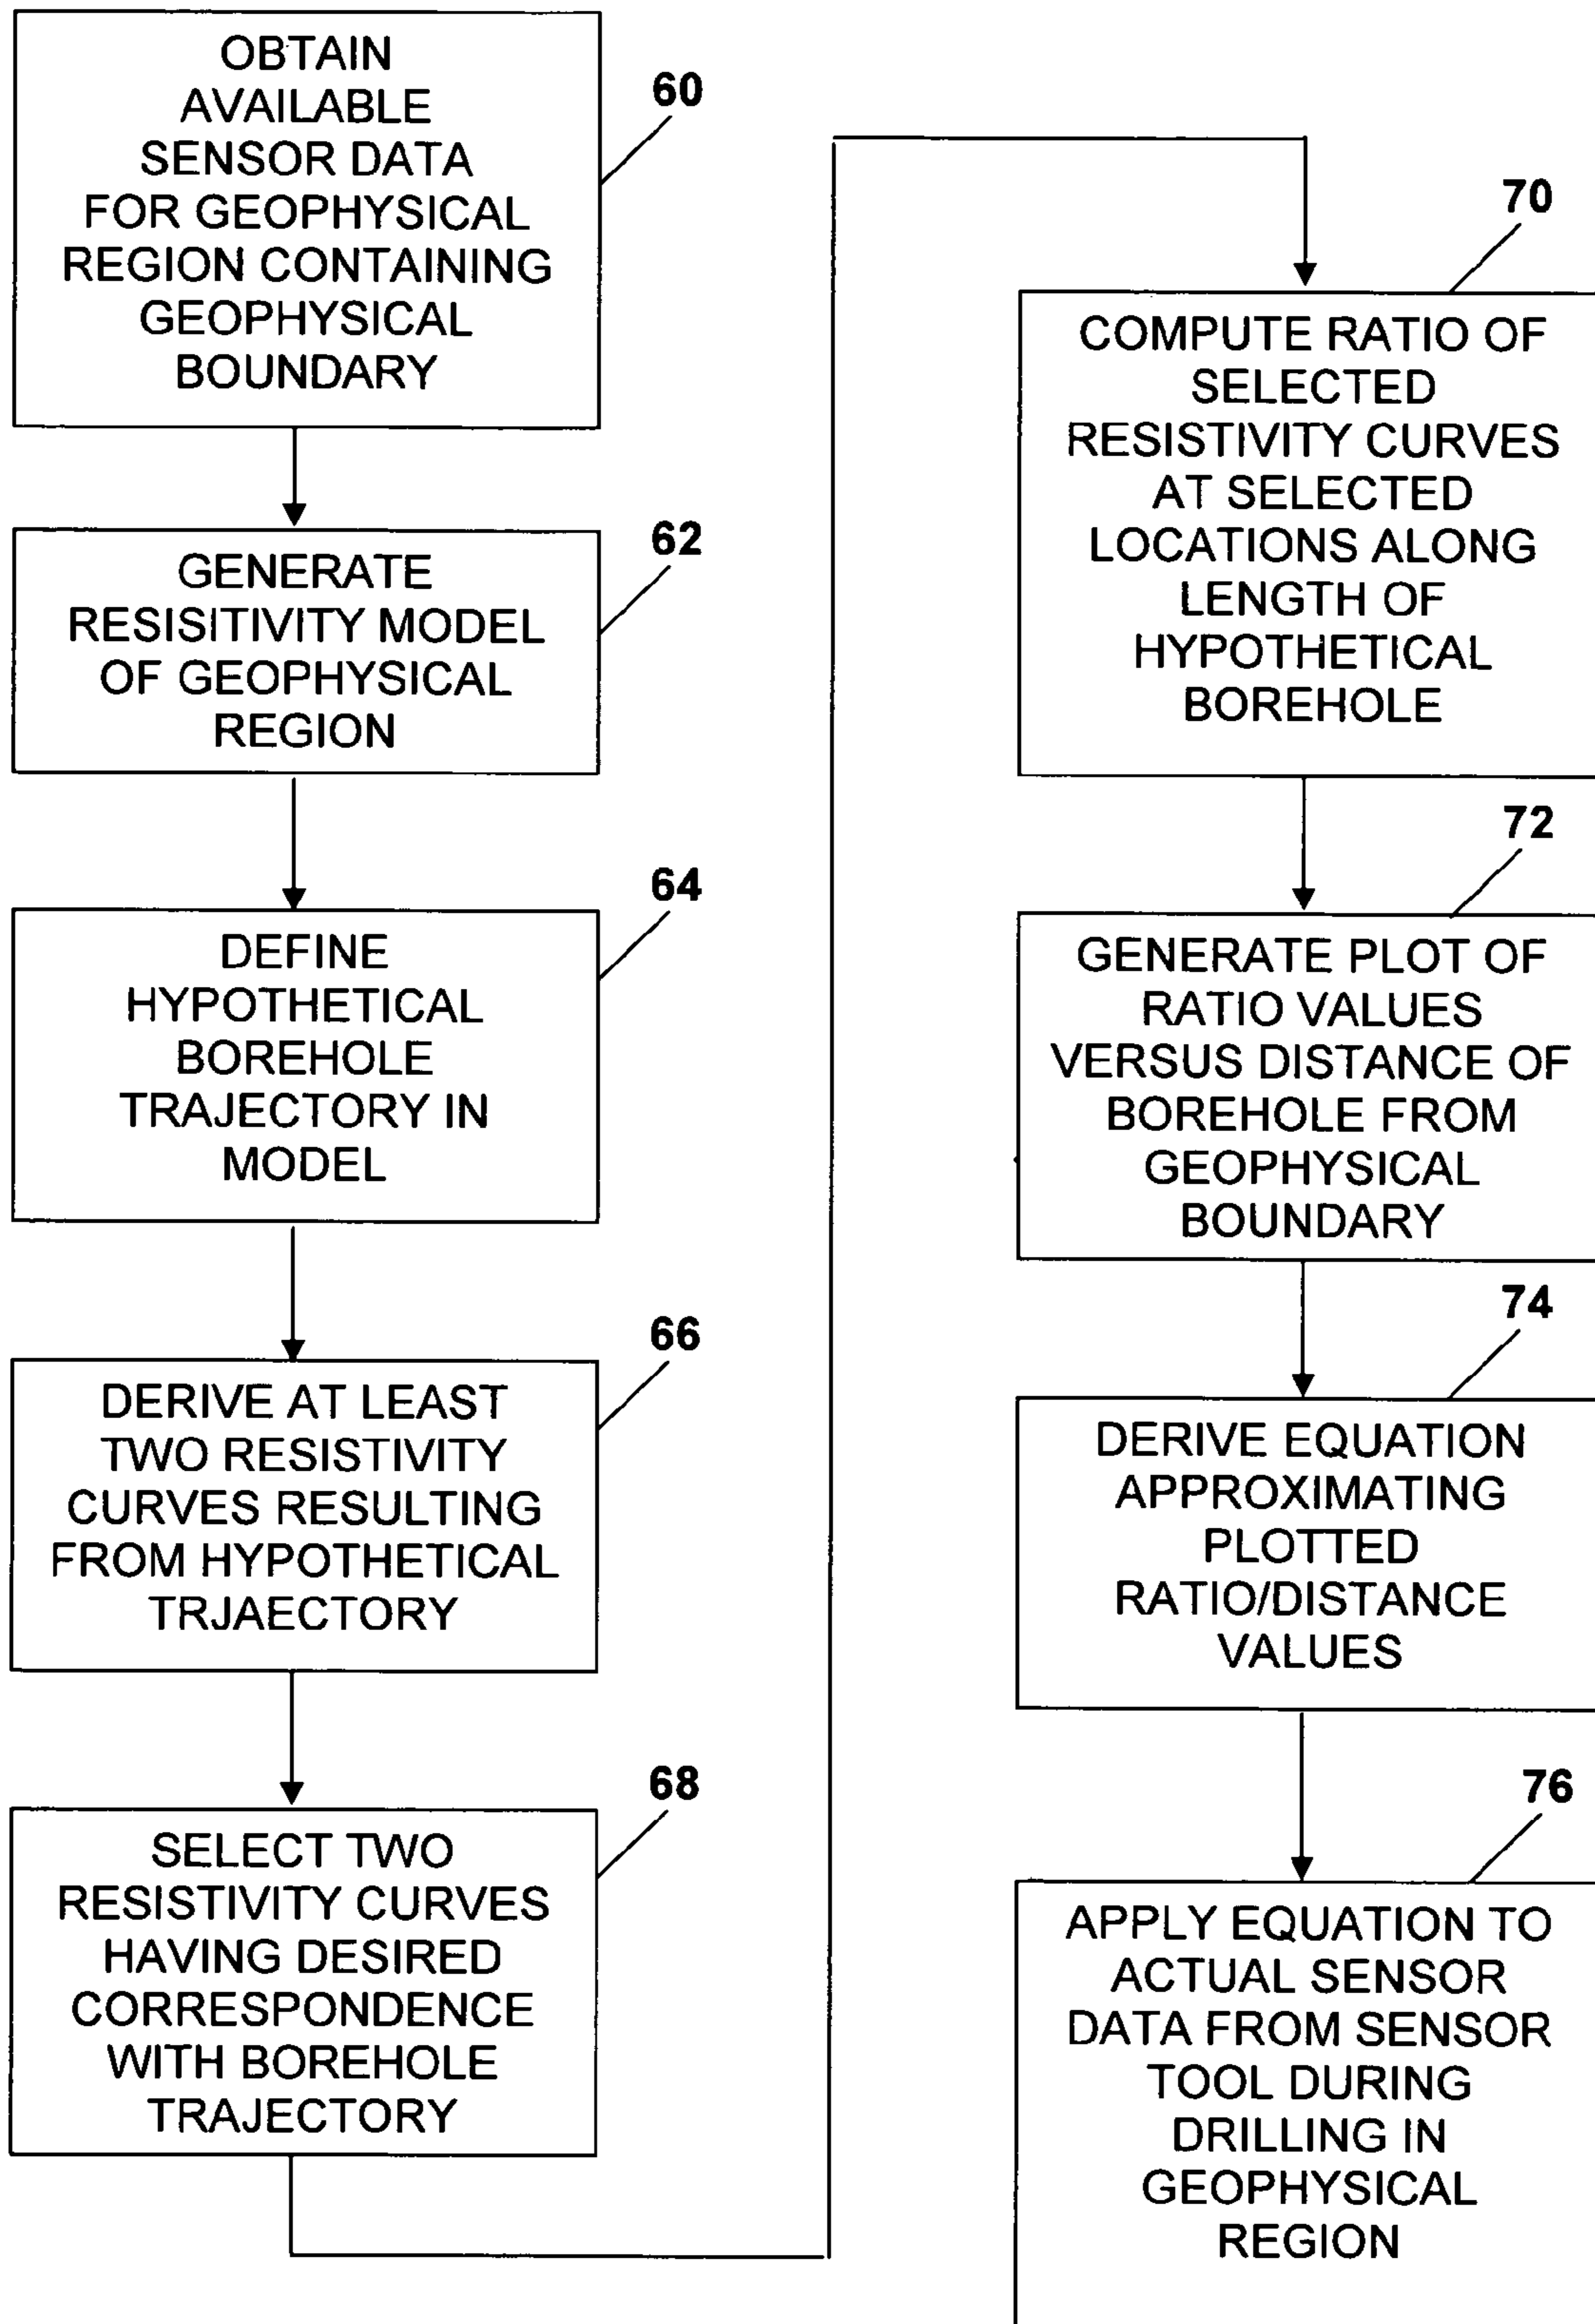 OBTAIN
AVAILABLE
SENSOR DATA
FOR GEOPHYSICAL
REGION CONTAINING
GEOPHYSICAL
BOUNDARY
60
GENERATE
RESISITIVITY MODEL
OF GEOPHYSICAL
REGION
62
DEFINE
HYPOTHETICAL
BOREHOLE
TRAJECTORY IN
MODEL
64
DERIVE AT LEAST
TWO RESISTIVITY
CURVES RESULTING
FROM HYPOTHETICAL
TRJAECTORY
66
SELECT TWO
RESISTIVITY CURVES
HAVING DESIRED
CORRESPONDENCE
WITH BOREHOLE
TRAJECTORY
68
COMPUTE RATIO OF
SELECTED
RESISTIVITY CURVES
AT SELECTED
LOCATIONS ALONG
LENGTH OF
HYPOTHETICAL
BOREHOLE
70
GENERATE PLOT OF
RATIO VALUES
VERSUS DISTANCE OF
BOREHOLE FROM
GEOPHYSICAL
BOUNDARY
72
DERIVE EQUATION
APPROXIMATING
PLOTTED
RATIO/DISTANCE
VALUES
74
APPLY EQUATION TO
ACTUAL SENSOR
DATA FROM SENSOR
TOOL DURING
DRILLING IN
GEOPHYSICAL
REGION
76